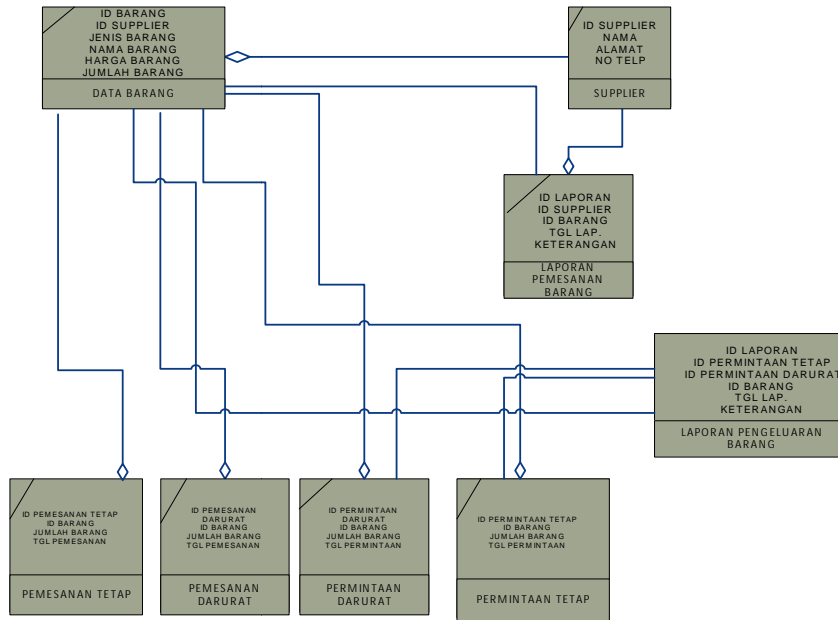 ID BARANG
ID SUPPLIER
JENIS BARANG
NAMA BARANG
HARGA BARANG
JUMLAH BARANG
DATA BARANG
ID SUPPLIER
NAMA
ALAMAT
NO TELP
SUPPLIER
ID LAPORAN
ID SUPPLIER
ID BARANG
TGL LAP.
KETERANGAN
LAPORAN
PEMESANAN
BARANG
ID LAPORAN
ID PERMINTAAN TETAP
ID PERMINTAAN DARURAT
ID BARANG
TGL LAP.
KETERANGAN
LAPORAN PENGELUARAN
BARANG
ID PEMESANAN TETAP
ID BARANG
JUMLAH BARANG
TGL PEMESANAN
PEMESANAN TETAP
ID PEMESANAN
DARURAT
ID BARANG
JUMLAH BARANG
TGL PEMESANAN
PEMESANAN
DARURAT
ID PERMINTAAN
DARURAT
ID BARANG
JUMLAH BARANG
TGL PERMINTAAN
PERMINTAAN
DARURAT
ID PERMINTAAN TETAP
ID BARANG
JUMLAH BARANG
TGL PERMINTAAN
PERMINTAAN TETAP